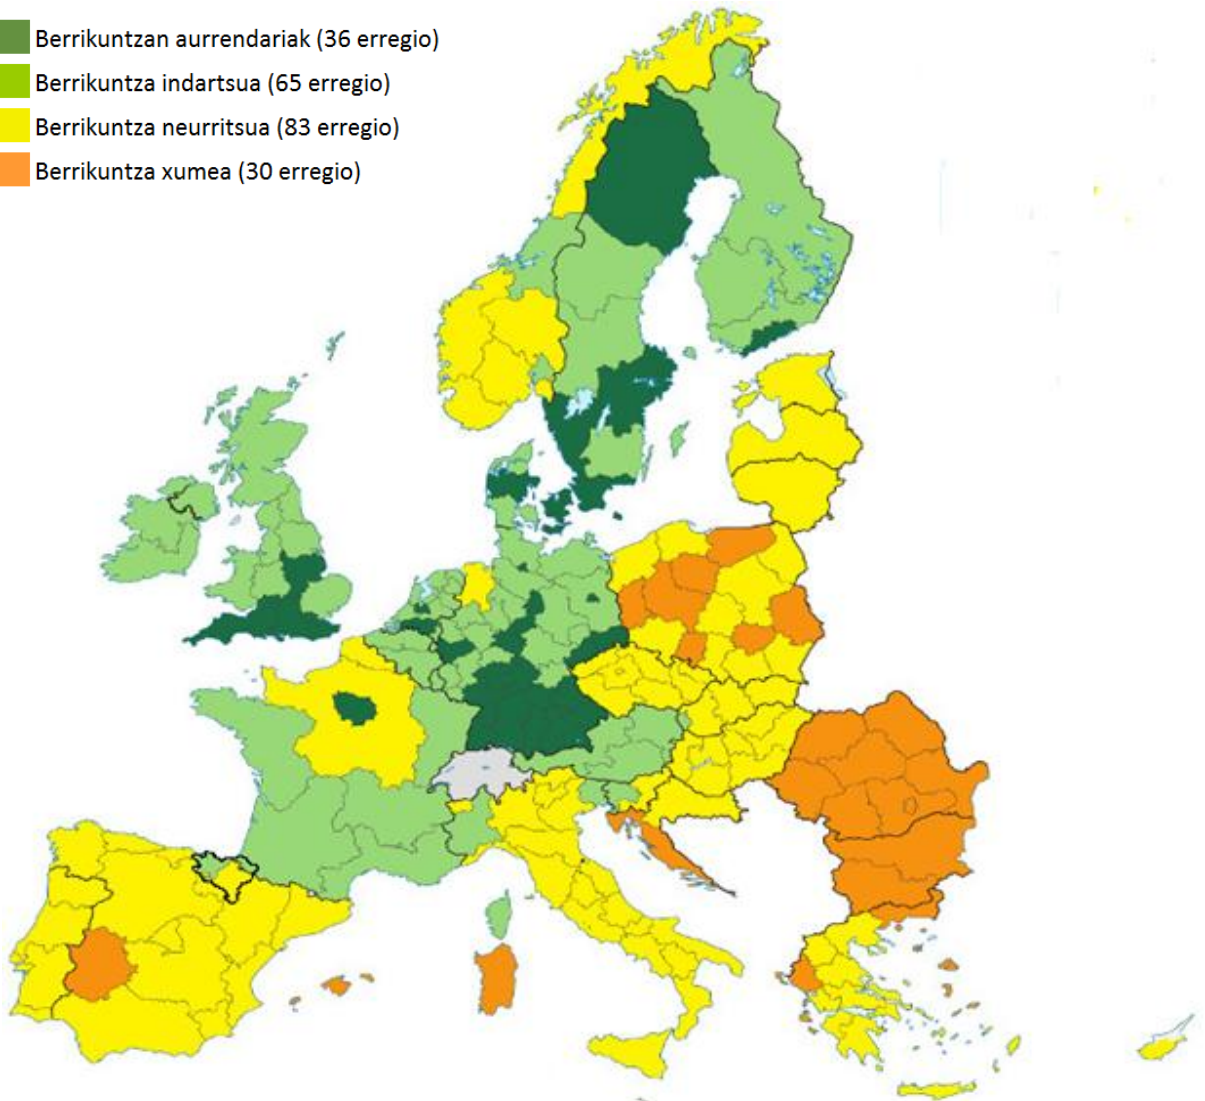 Berrikuntzan aurrendariak (36 erregio)
Berrikuntza indartsua (65 erregio)
Berrikuntza neurritsua (83 erregio)
Berrikuntza xumea (30 erregio)